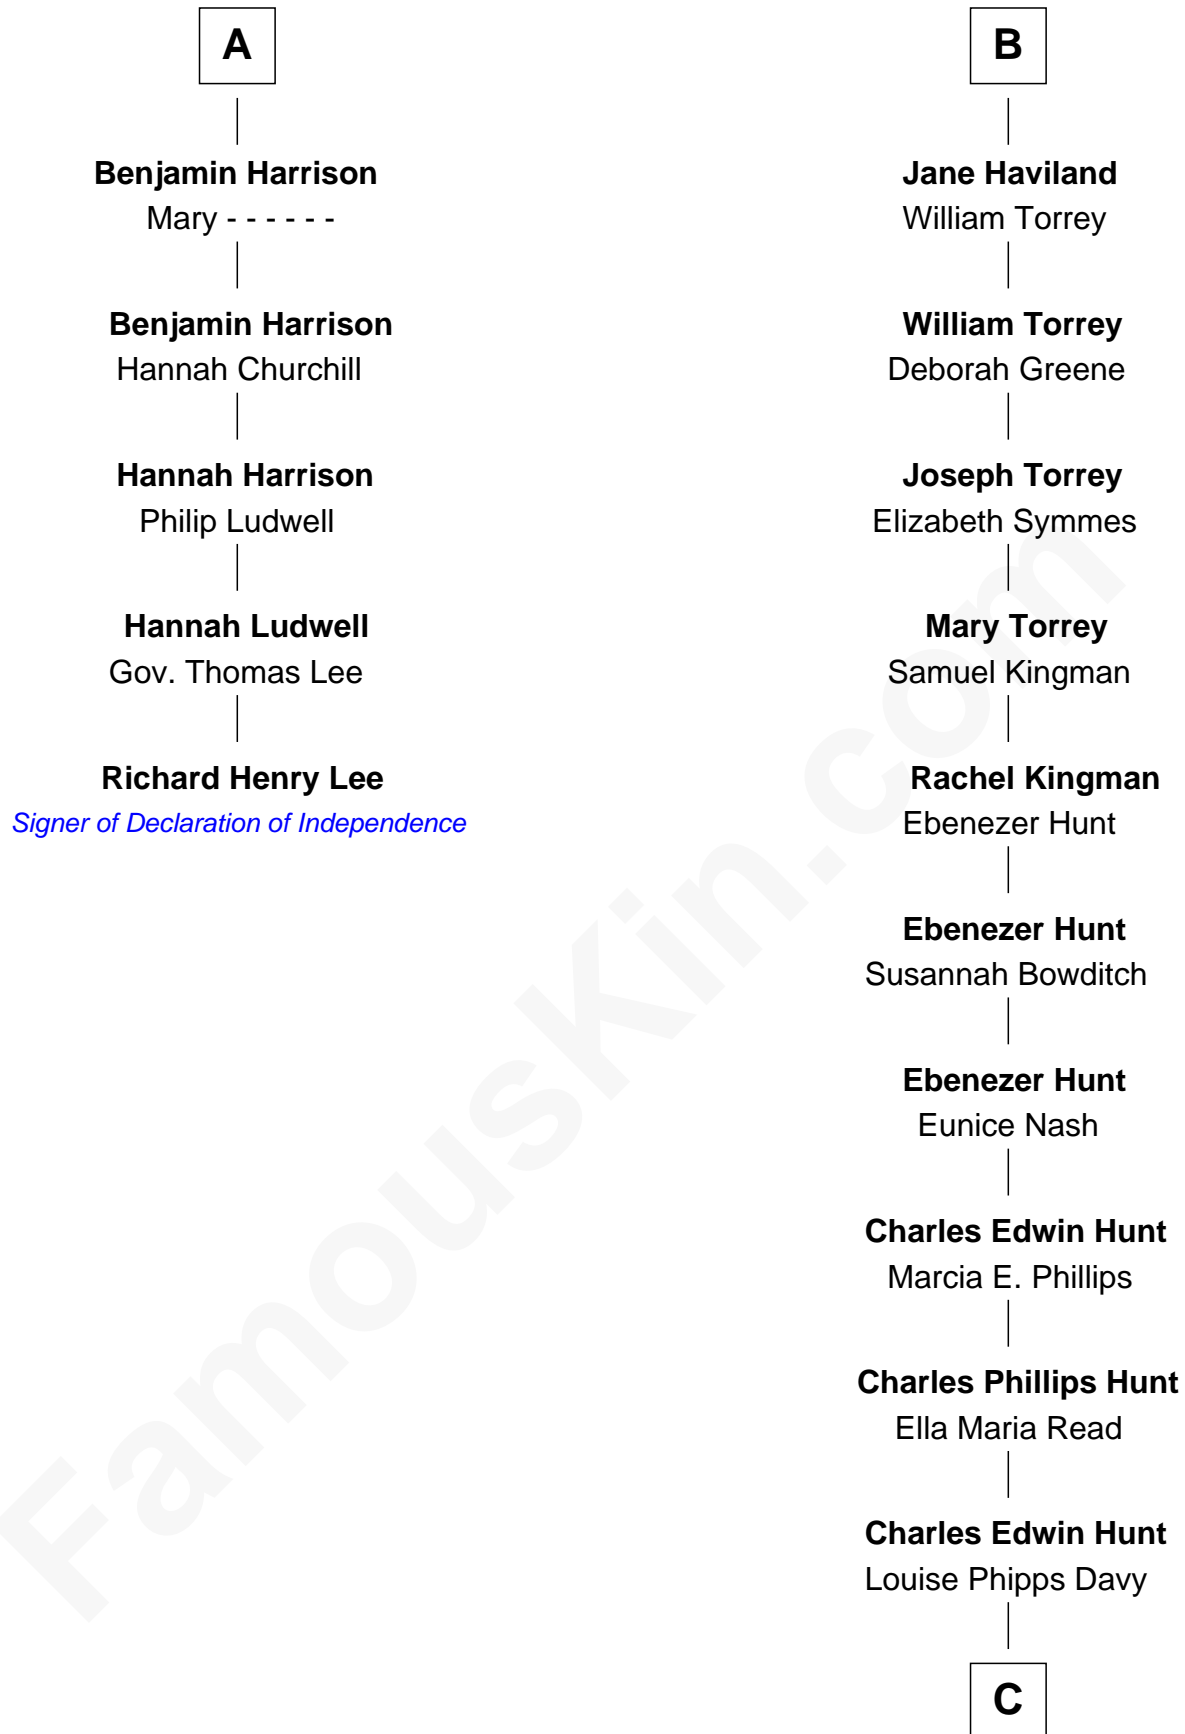 A
Benjamin Harrison
Mary - - - - - -
Benjamin Harrison
Hannah Churchill
Hannah Harrison
Philip Ludwell
Hannah Ludwell
Gov. Thomas Lee
Richard Henry Lee
Signer of Declaration of Independence
B
Jane Haviland
William Torrey
William Torrey
Deborah Greene
Joseph Torrey
Elizabeth Symmes
Mary Torrey
Samuel Kingman
Rachel Kingman
Ebenezer Hunt
Ebenezer Hunt
Susannah Bowditch
Ebenezer Hunt
Eunice Nash
Charles Edwin Hunt
Marcia E. Phillips
Charles Phillips Hunt
Ella Maria Read
Charles Edwin Hunt
Louise Phipps Davy
C
FamousKin.com